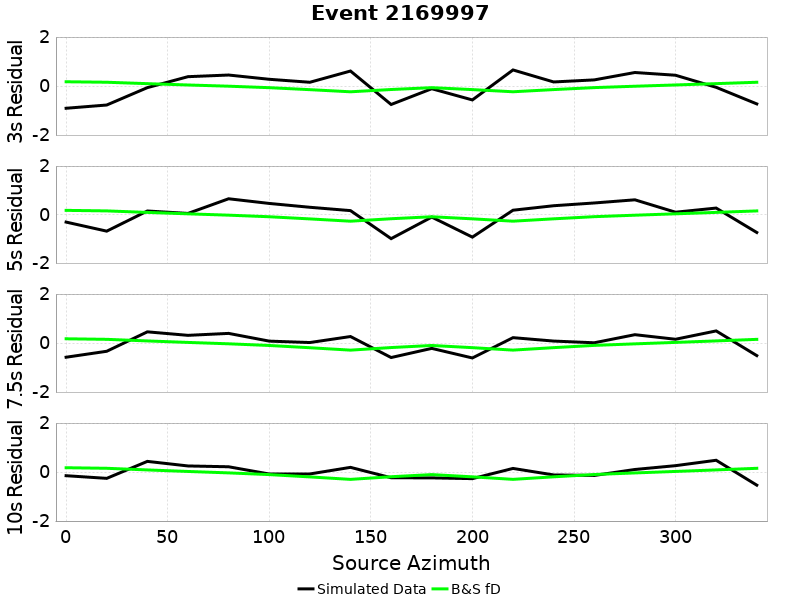 Event 2169997
3s Residual
2
0
-2
5s Residual
2
0
-2
7.5s Residual
2
0
-2
10s Residual
2
0
-2
0 50 100 150 200 250 300
Source Azimuth
Simulated Data B&S fD